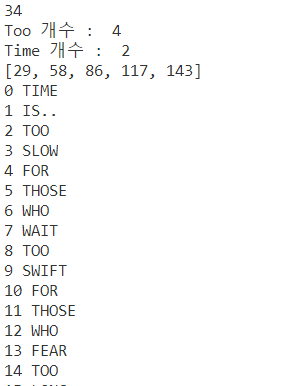 34
Too 개수 :  4
Time 개수 :  2
[29, 58, 86, 117, 143]
0 TIME
1 IS..
2 TOO
3 SLOW
4 FOR
5 THOSE
6 WHO
7 WAIT
8 TOO
9 SWIFT
10 FOR
11 THOSE
12 WHO
13 FEAR
14 TOO